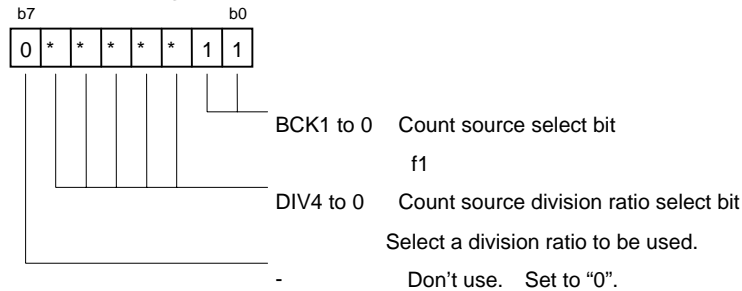 b7 b0
0 * * * * * 1 1
BCK1 to 0 Count source select bit
f1
DIV4 to 0 Count source division ratio select bit
Select a division ratio to be used.
- Don't use. Set to “0”.